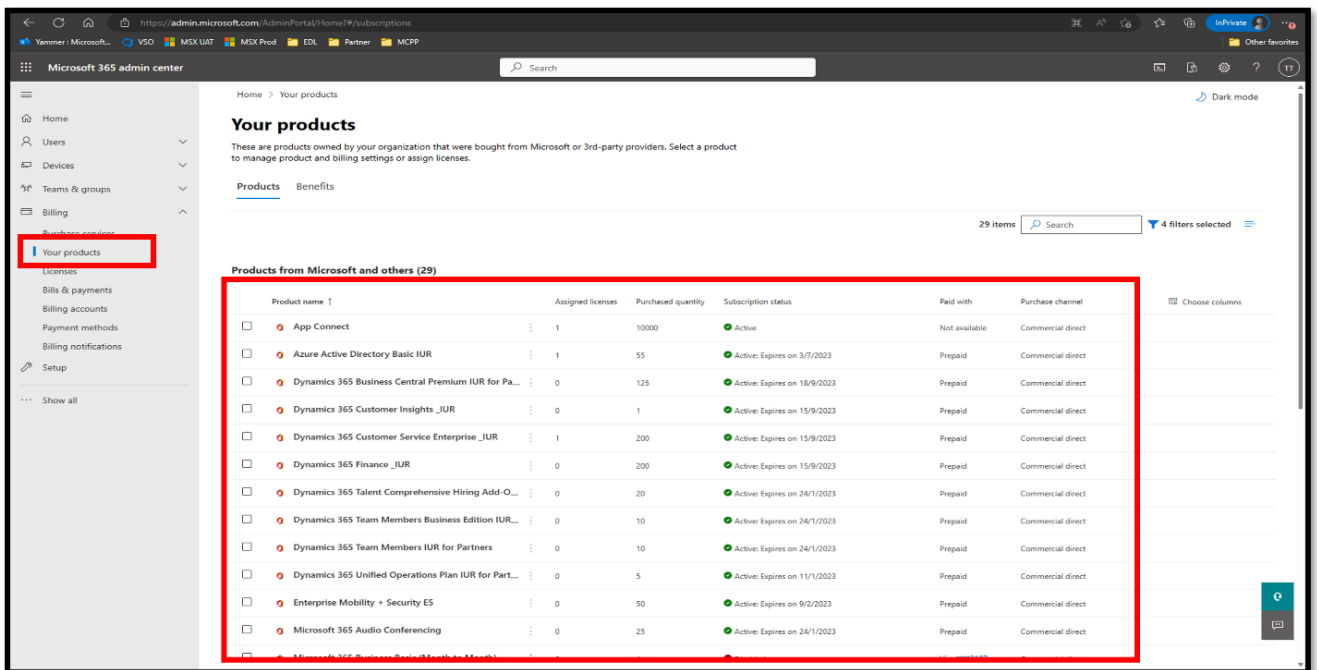 https://admin.microsoft.com/AdminPortal/Home?#/subscriptions
InPrivate
Yammer : Microsoft...
VSO
MSX UAT
MSX Prod
EDL
Partner
MCPP
Other favorites
Microsoft 365 admin center
Search
TT
Home > Your products
Dark mode
Home
Users
Devices
Teams & groups
Billing
Purchase services
Your products
Licenses
Bills & payments
Billing accounts
Payment methods
Billing notifications
Setup
Show all
Your products
These are products owned by your organization that were bought from Microsoft or 3rd-party providers. Select a product
to manage product and billing settings or assign licenses.
Products Benefits
29 items Search 4 filters selected
Products from Microsoft and others (29)
Product name ↑ Assigned licenses Purchased quantity Subscription status Paid with Purchase channel Choose columns
App Connect 1 10000 Active Not available Commercial direct
Azure Active Directory Basic IUR 1 55 Active: Expires on 3/7/2023 Prepaid Commercial direct
Dynamics 365 Business Central Premium IUR for Pa... 0 125 Active: Expires on 18/9/2023 Prepaid Commercial direct
Dynamics 365 Customer Insights _IUR 0 1 Active: Expires on 15/9/2023 Prepaid Commercial direct
Dynamics 365 Customer Service Enterprise _IUR 1 200 Active: Expires on 15/9/2023 Prepaid Commercial direct
Dynamics 365 Finance _IUR 0 200 Active: Expires on 15/9/2023 Prepaid Commercial direct
Dynamics 365 Talent Comprehensive Hiring Add-O... 0 20 Active: Expires on 24/1/2023 Prepaid Commercial direct
Dynamics 365 Team Members Business Edition IUR... 0 10 Active: Expires on 24/1/2023 Prepaid Commercial direct
Dynamics 365 Team Members IUR for Partners 0 10 Active: Expires on 24/1/2023 Prepaid Commercial direct
Dynamics 365 Unified Operations Plan IUR for Part... 0 5 Active: Expires on 11/1/2023 Prepaid Commercial direct
Enterprise Mobility + Security E5 0 50 Active: Expires on 9/2/2023 Prepaid Commercial direct
Microsoft 365 Audio Conferencing 0 25 Active: Expires on 24/1/2023 Prepaid Commercial direct
Microsoft 365 Business Basic (Month to Month)